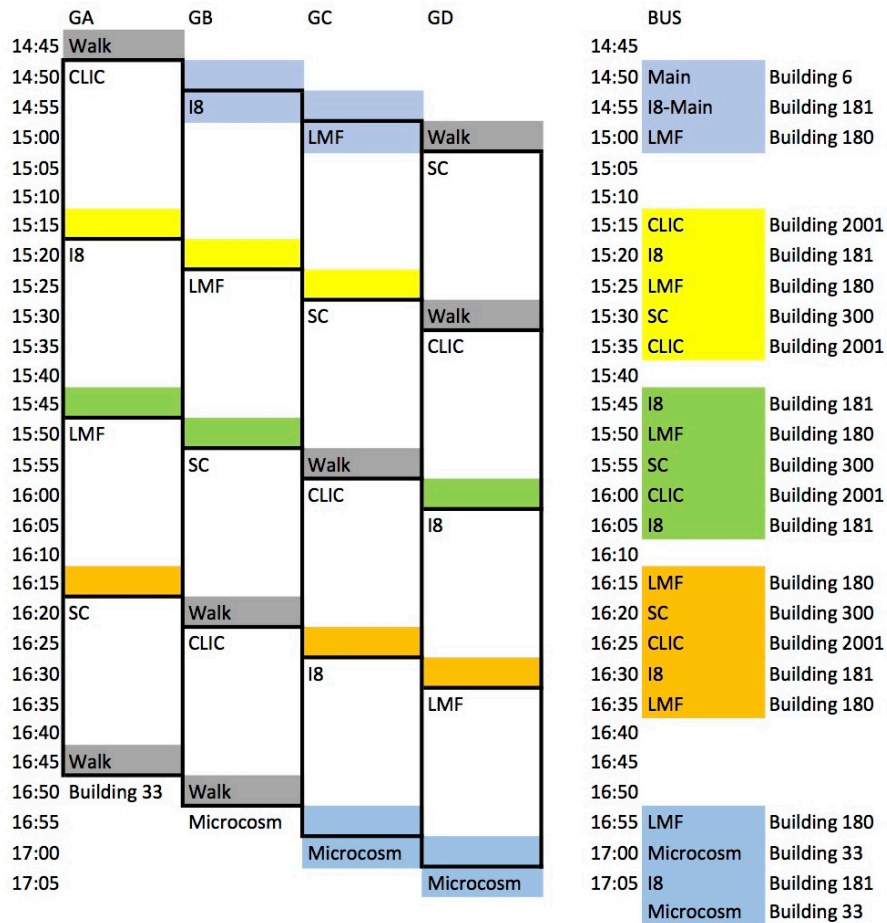 GA GB GC GD BUS
14:45 Walk 14:45
14:50 CLIC 14:50 Main Building 6
14:55 I8 14:55 I8-Main Building 181
15:00 LMF Walk 15:00 LMF Building 180
15:05 SC 15:05
15:10 15:10
15:15 15:15 CLIC Building 2001
15:20 I8 15:20 I8 Building 181
15:25 LMF 15:25 LMF Building 180
15:30 SC Walk 15:30 SC Building 300
15:35 CLIC 15:35 CLIC Building 2001
15:40 15:40
15:45 15:45 I8 Building 181
15:50 LMF 15:50 LMF Building 180
15:55 SC Walk 15:55 SC Building 300
16:00 CLIC 16:00 CLIC Building 2001
16:05 I8 16:05 I8 Building 181
16:10 16:10
16:15 16:15 LMF Building 180
16:20 SC Walk 16:20 SC Building 300
16:25 CLIC 16:25 CLIC Building 2001
16:30 I8 16:30 I8 Building 181
16:35 LMF 16:35 LMF Building 180
16:40 16:40
16:45 Walk 16:45
16:50 Building 33 Walk 16:50
16:55 Microcosm 16:55 LMF Building 180
17:00 Microcosm 17:00 Microcosm Building 33
17:05 Microcosm 17:05 I8 Building 181
Microcosm Building 33